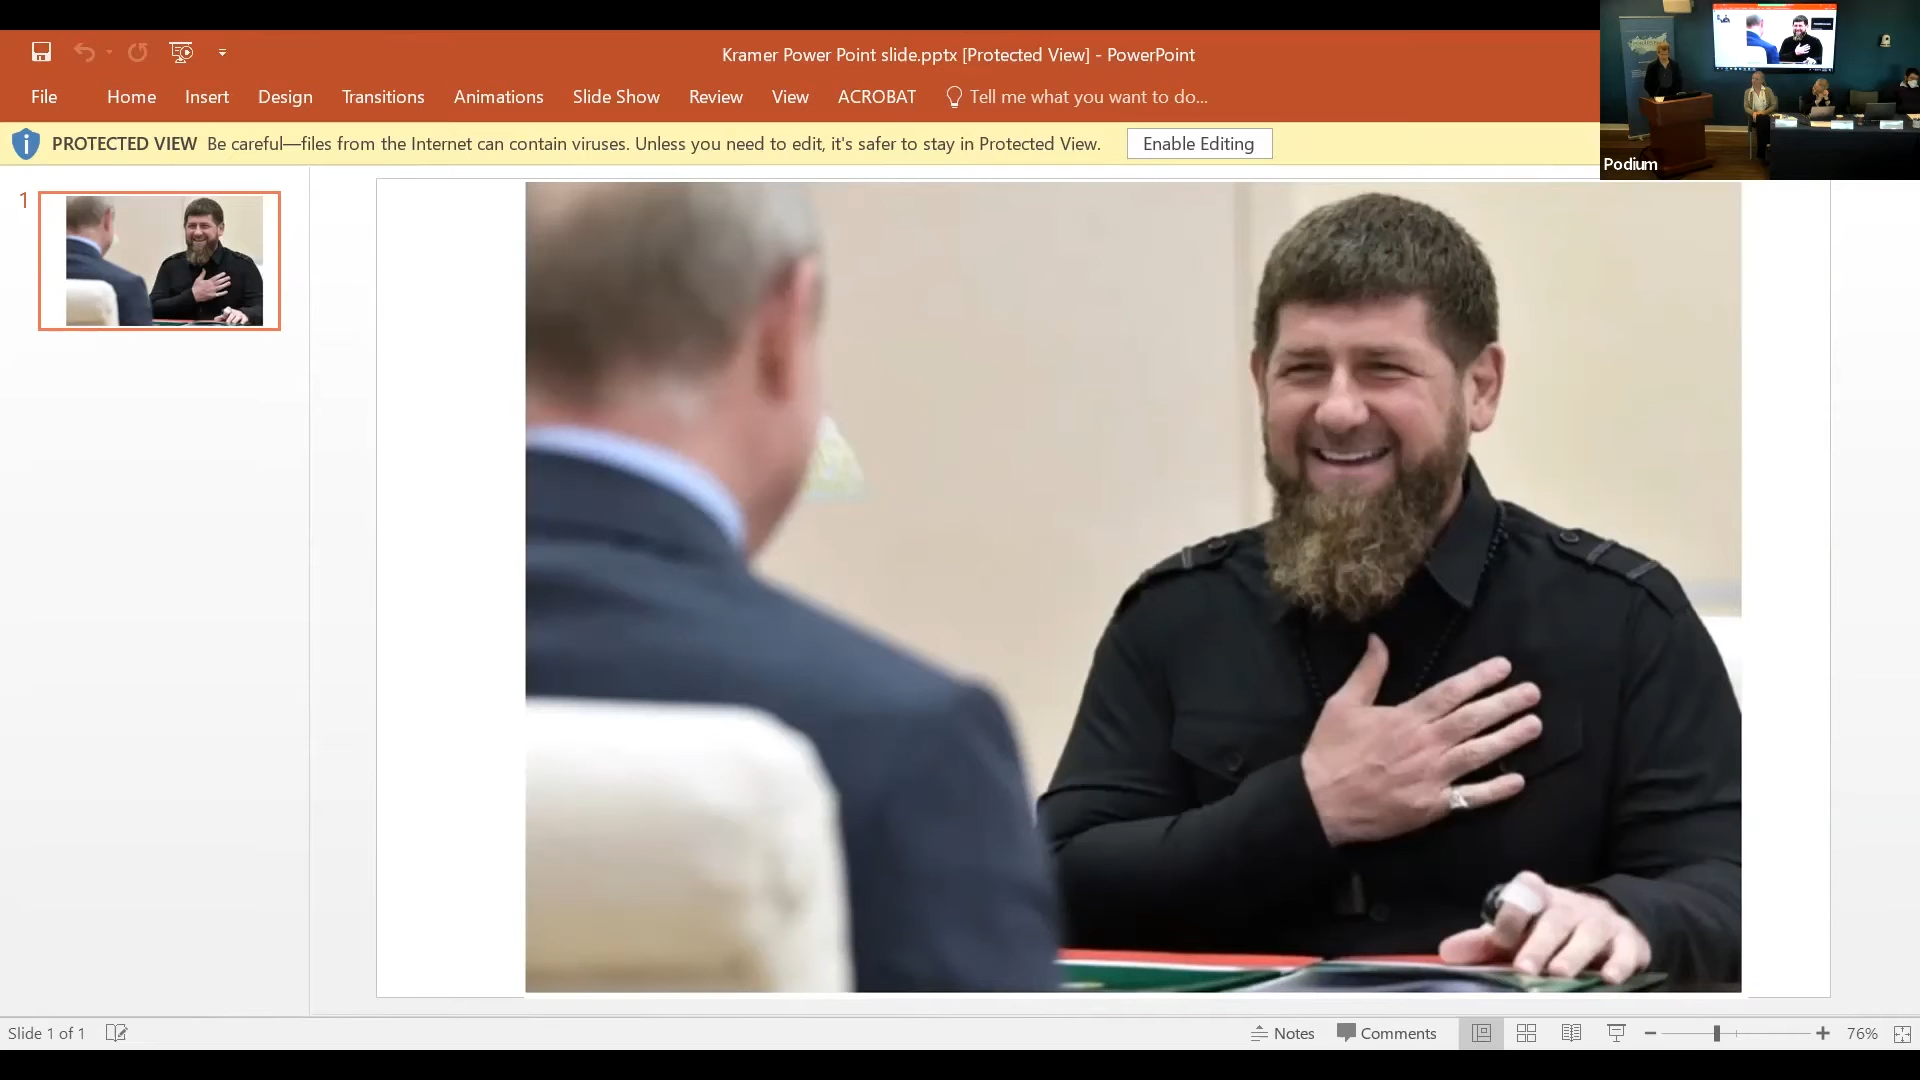 Kramer Power Point slide.pptx [Protected View] - PowerPoint
File Home Insert Design Transitions Animations Slide Show Review View ACROBAT Tell me what you want to do...
PROTECTED VIEW Be careful—files from the Internet can contain viruses. Unless you need to edit, it's safer to stay in Protected View. Enable Editing
Podium
1
Slide 1 of 1 Notes Comments 76%